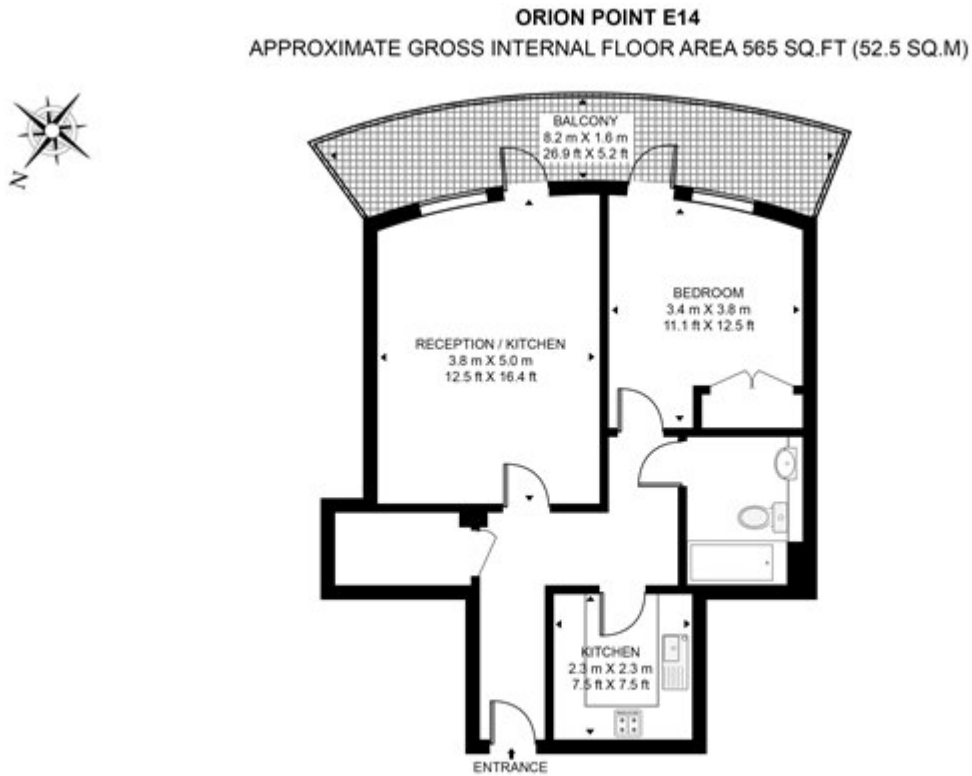 ORION POINT E14
APPROXIMATE GROSS INTERNAL FLOOR AREA 565 SQ.FT (52.5 SQ.M)
N
BALCONY
8.2 m X 1.6 m
26.9 ft X 5.2 ft
BEDROOM
3.4 m X 3.8 m
11.1 ft X 12.5 ft
RECEPTION / KITCHEN
3.8 m X 5.0 m
12.5 ft X 16.4 ft
KITCHEN
2.3 m X 2.3 m
7.5 ft X 7.5 ft
ENTRANCE